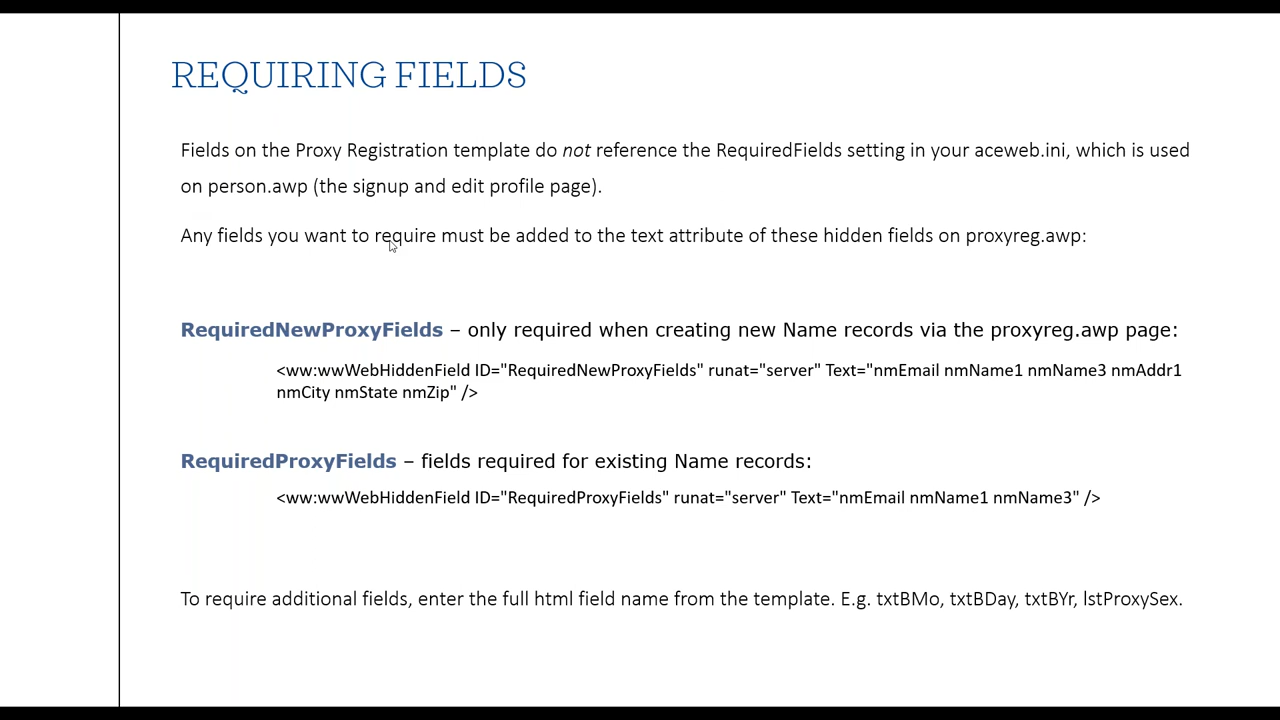 REQUIRING FIELDS
Fields on the Proxy Registration template do not reference the RequiredFields setting in your aceweb.ini, which is used
on person.awp (the signup and edit profile page).
Any fields you want to require must be added to the text attribute of these hidden fields on proxyreg.awp:
RequiredNewProxyFields – only required when creating new Name records via the proxyreg.awp page:
<ww:wwWebHiddenField ID="RequiredNewProxyFields" runat="server" Text="nmEmail nmName1 nmName3 nmAddr1
nmCity nmState nmZip" />
RequiredProxyFields – fields required for existing Name records:
<ww:wwWebHiddenField ID="RequiredProxyFields" runat="server" Text="nmEmail nmName1 nmName3" />
To require additional fields, enter the full html field name from the template. E.g. txtBMo, txtBDay, txtBYr, lstProxySex.